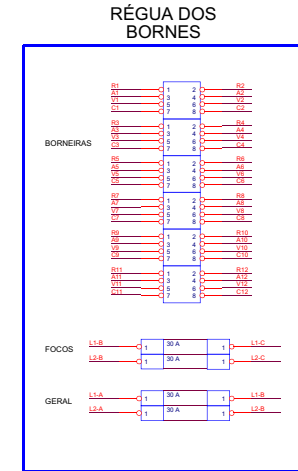 RÉGUA DOS
BORNES
R1 1 2 R2
A1 3 4 A2
V1 5 6 V2
C1 7 8 C2
R3 1 2 R4
A3 3 4 A4
V3 5 6 V4
C3 7 8 C4
BORNEIRAS
R5 1 2 R6
A5 3 4 A6
V5 5 6 V6
C5 7 8 C6
R7 1 2 R8
A7 3 4 A8
V7 5 6 V8
C7 7 8 C8
R9 1 2 R10
A9 3 4 A10
V9 5 6 V10
C9 7 8 C10
R11 1 2 R12
A11 3 4 A12
V11 5 6 V12
C11 7 8 C12
FOCOS
L1-B 1 30 A 1 L1-C
L2-B 1 30 A 1 L2-C
GERAL
L1-A 1 30 A 1 L1-B
L2-A 1 30 A 1 L2-B